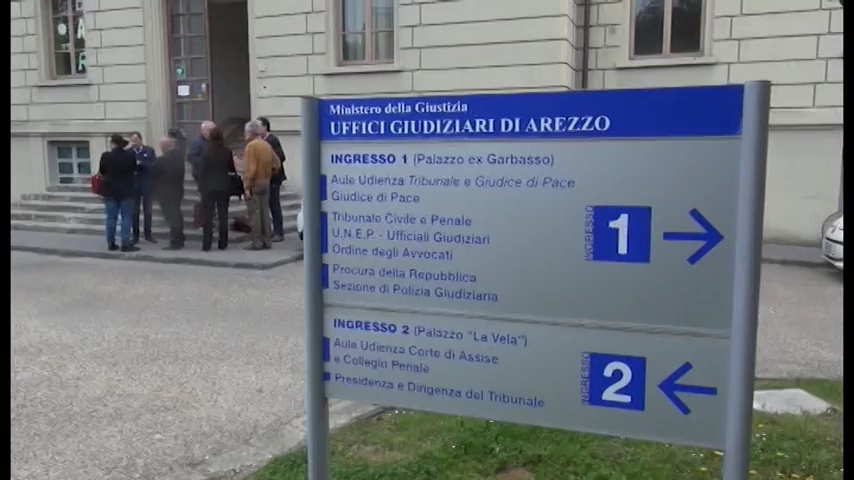 BAR
Ministero della Giustizia
UFFICI GIUDIZIARI DI AREZZO
INGRESSO 1 (Palazzo ex Garbasso)
Aule Udienza Tribunale e Giudice di Pace
Giudice di Pace
Tribunale Civile e Penale
U.N.E.P. - Ufficiali Giudiziari
Ordine degli Avvocati
Procura della Repubblica
Sezione di Polizia Giudiziaria
INGRESSO
1
INGRESSO 2 (Palazzo "La Vela")
Aule Udienza Corte di Assise
e Collegio Penale
Presidenza e Dirigenza del Tribunale
INGRESSO
2